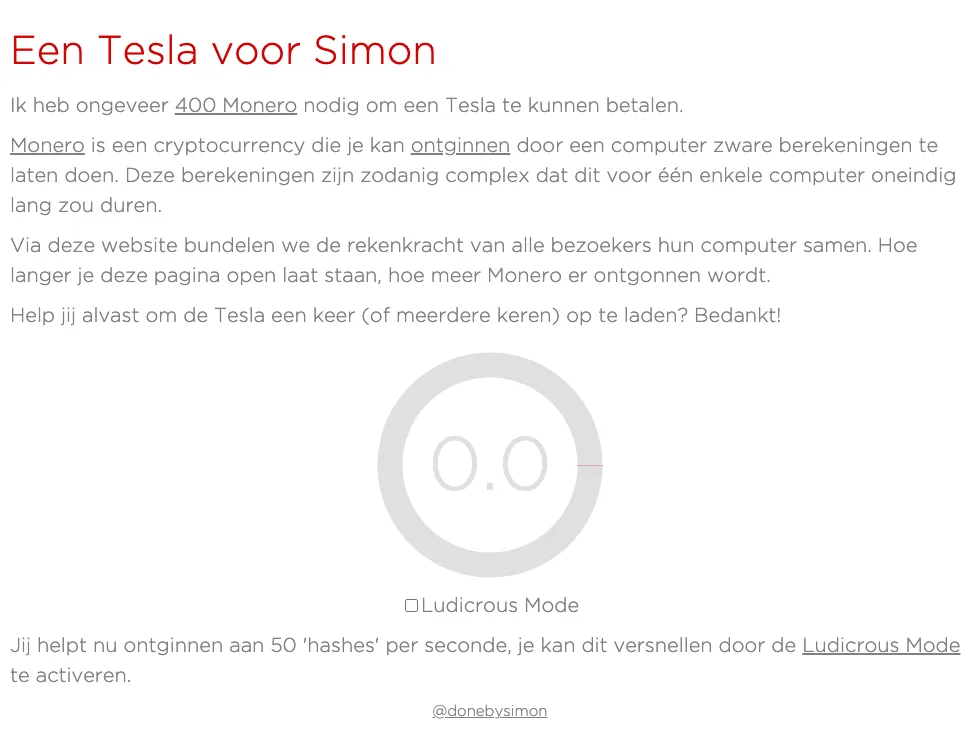 Een Tesla voor Simon
Ik heb ongeveer 400 Monero nodig om een Tesla te kunnen betalen.
Monero is een cryptocurrency die je kan ontginnen door een computer zware berekeningen te
laten doen. Deze berekeningen zijn zodanig complex dat dit voor één enkele computer oneindig
lang zou duren.
Via deze website bundelen we de rekenkracht van alle bezoekers hun computer samen. Hoe
langer je deze pagina open laat staan, hoe meer Monero er ontgonnen wordt.
Help jij alvast om de Tesla een keer (of meerdere keren) op te laden? Bedankt!
0.0
Ludicrous Mode
Jij helpt nu ontginnen aan 50 'hashes' per seconde, je kan dit versnellen door de Ludicrous Mode
te activeren.
@donebysimon